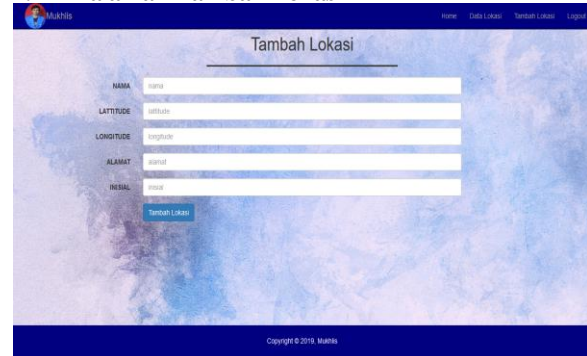 Mukhlis
Home Data Lokasi Tambah Lokasi Logout
Tambah Lokasi
NAMA nama
LATTITUDE lattitude
LONGITUDE longitude
ALAMAT alamat
INISIAL inisial
Tambah Lokasi
Copyright © 2019, Mukhlis